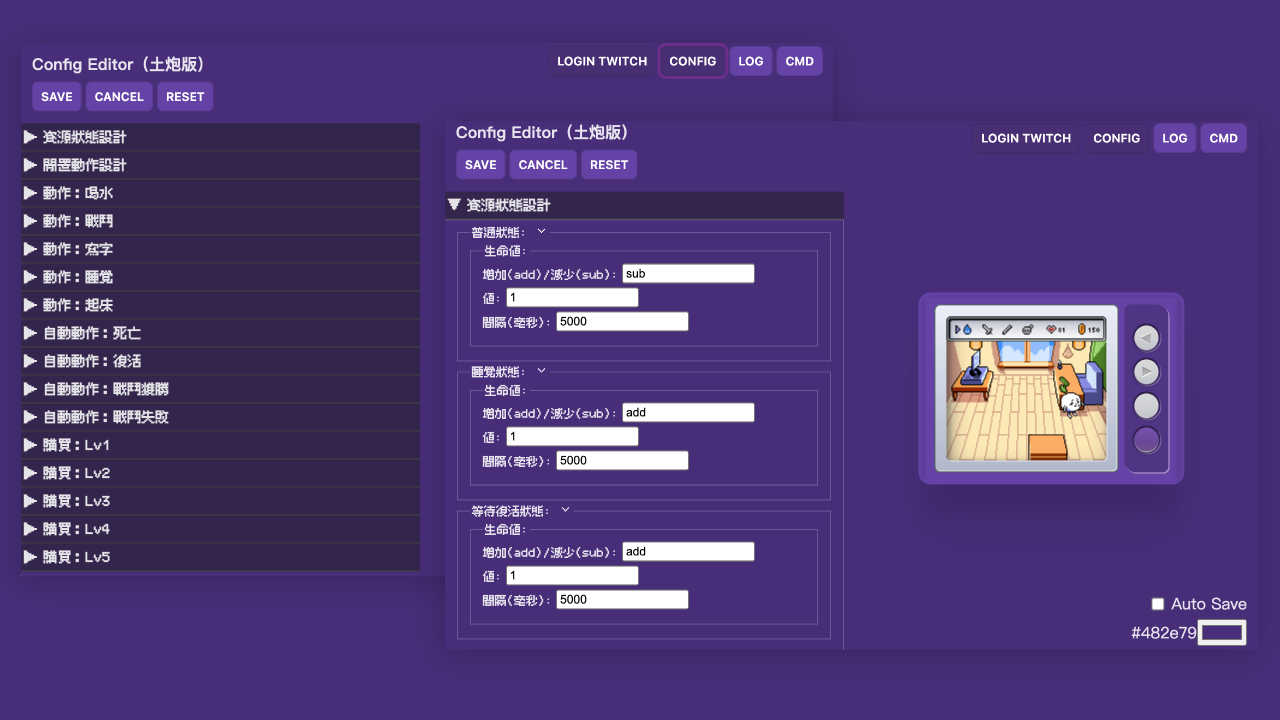 Config Editor（土炮版）
LOGIN TWITCH CONFIG LOG CMD
SAVE CANCEL RESET
資源狀態設計
閒置動作設計
動作：喝水
動作：戰鬥
動作：寫字
動作：睡覺
動作：起床
自動動作：死亡
自動動作：復活
自動動作：戰鬥獲勝
自動動作：戰鬥失敗
購買：Lv1
購買：Lv2
購買：Lv3
購買：Lv4
購買：Lv5
Config Editor（土炮版）
LOGIN TWITCH CONFIG LOG CMD
SAVE CANCEL RESET
資源狀態設計
普通狀態：
生命值：
增加(add)/減少(sub)： sub
值： 1
間隔(毫秒)： 5000
睡覺狀態：
生命值：
增加(add)/減少(sub)： add
值： 1
間隔(毫秒)： 5000
等待復活狀態：
生命值：
增加(add)/減少(sub)： add
值： 1
間隔(毫秒)： 5000
150
Auto Save
#482e79